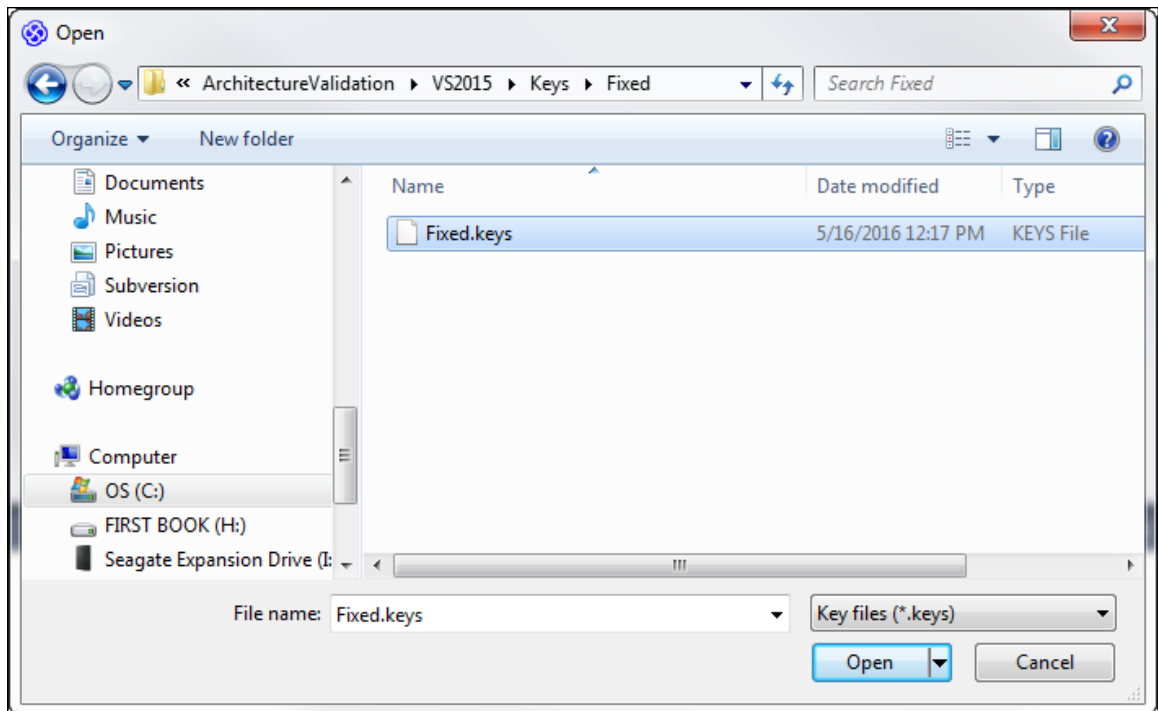 Open
« ArchitectureValidation ▸ VS2015 ▸ Keys ▸ Fixed Search Fixed
Organize New folder
Documents
Music
Pictures
Subversion
Videos
Homegroup
Computer
OS (C:)
FIRST BOOK (H:)
Seagate Expansion Drive (I:
Name Date modified Type
Fixed.keys 5/16/2016 12:17 PM KEYS File
File name: Fixed.keys Key files (*.keys)
Open Cancel